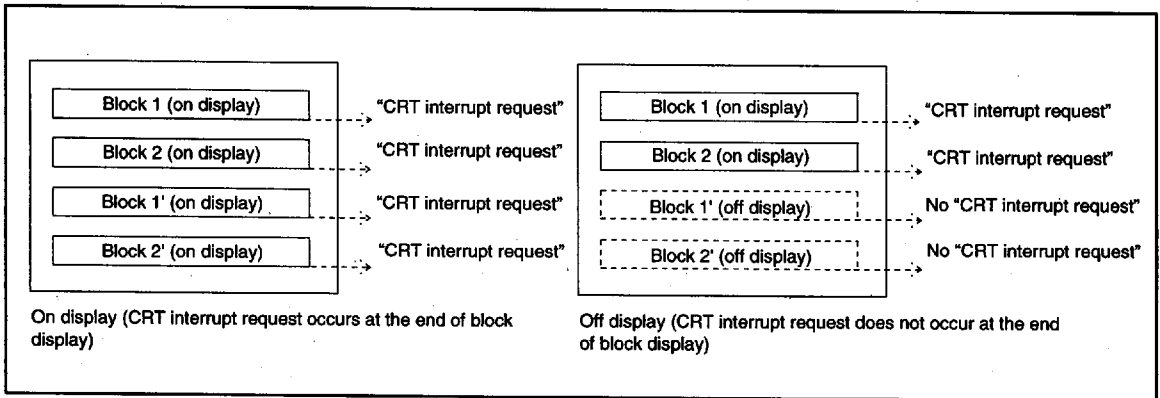 Block 1 (on display)
"CRT interrupt request"
Block 2 (on display)
"CRT interrupt request"
Block 1' (on display)
"CRT interrupt request"
Block 2' (on display)
"CRT interrupt request"
On display (CRT interrupt request occurs at the end of block
display)
Block 1 (on display)
"CRT interrupt request"
Block 2 (on display)
"CRT interrupt request"
Block 1' (off display)
No "CRT interrupt request"
Block 2' (off display)
No "CRT interrupt request"
Off display (CRT interrupt request does not occur at the end
of block display)